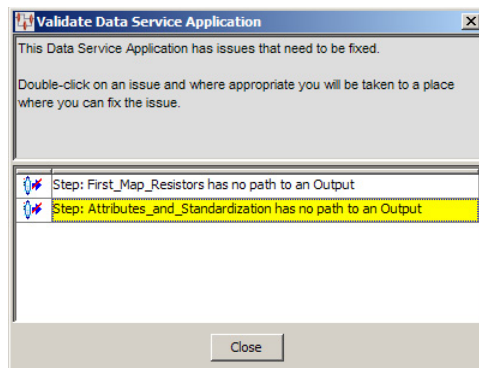 Validate Data Service Application
This Data Service Application has issues that need to be fixed.
Double-click on an issue and where appropriate you will be taken to a place
where you can fix the issue.
Step: First_Map_Resistors has no path to an Output
Step: Attributes_and_Standardization has no path to an Output
Close